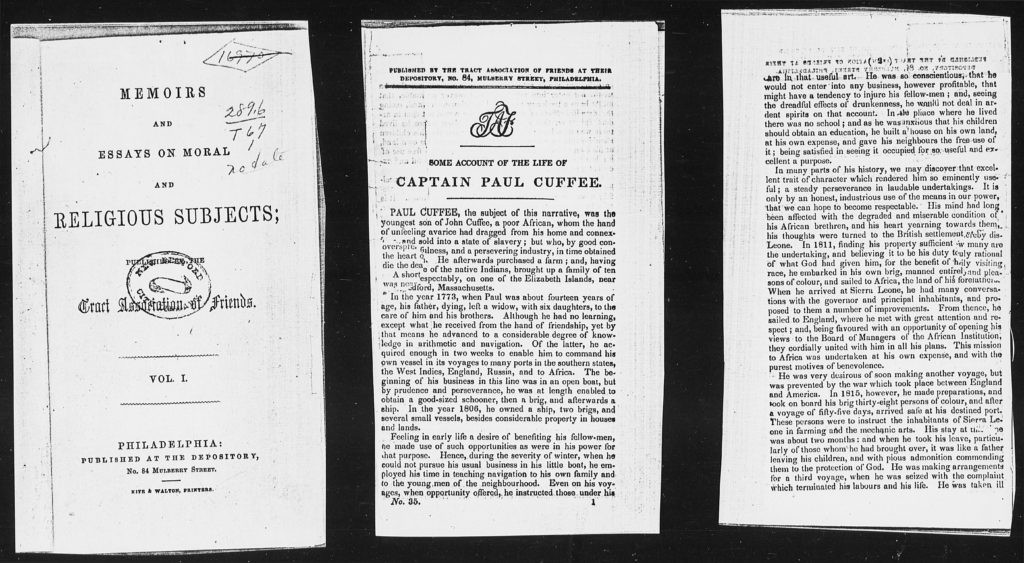 16970
MEMOIRS
AND
ESSAYS ON MORAL
AND
RELIGIOUS SUBJECTS;
289.6
T67
1
no date
PUBLISHED BY THE
Tract Association of Friends.
VOL. I.
PHILADELPHIA:
PUBLISHED AT THE DEPOSITORY,
No. 84 MULBERRY STREET.
KITE & WALTON, PRINTERS.
PUBLISHED BY THE TRACT ASSOCIATION OF FRIENDS AT THEIR
DEPOSITORY, NO. 84, MULBERRY STREET, PHILADELPHIA.
SOME ACCOUNT OF THE LIFE OF
CAPTAIN PAUL CUFFEE.
PAUL CUFFEE, the subject of this narrative, was the
youngest son of John Cuffee, a poor African, whom the hand
of unfeeling avarice had dragged from his home and connex-
and sold into a state of slavery; but who, by good con-
overspre fulness, and a persevering industry, in time obtained
the heart o He afterwards purchased a farm; and, having
die the dea o of the native Indians, brought up a family of ten
A short espectably, on one of the Elizabeth Islands, near
was near dford, Massachusetts.
In the year 1773, when Paul was about fourteen years of
age, his father, dying, left a widow, with six daughters, to the
care of him and his brothers. Although he had no learning,
except what he received from the hand of friendship, yet by
that means he advanced to a considerable degree of know-
ledge in arithmetic and navigation. Of the latter, he ac-
quired enough in two weeks to enable him to command his
own vessel in its voyages to many ports in the southern states,
the West Indies, England, Russia, and to Africa. The be-
ginning of his business in this line was in an open boat, but
by prudence and perseverance, he was at length enabled to
obtain a good-sized schooner, then a brig, and afterwards a
ship. In the year 1806, he owned a ship, two brigs, and
several small vessels, besides considerable property in houses
and lands.
Feeling in early life a desire of benefiting his fellow-men,
he made use of such opportunities as were in his power for
that purpose. Hence, during the severity of winter, when he
could not pursue his usual business in his little boat, he em-
ployed his time in teaching navigation to his own family and
to the young men of the neighbourhood. Even on his voy-
ages, when opportunity offered, he instructed those under his
No. 35. 1
care in that useful art. He was so conscientious, that he
would not enter into any business, however profitable, that
might have a tendency to injure his fellow-men; and, seeing
the dreadful effects of drunkenness, he would not deal in ar-
dent spirits on that account. In the place where he lived
there was no school; and as he was anxious that his children
should obtain an education, he built a house on his own land,
at his own expense, and gave his neighbours the free use of
it; being satisfied in seeing it occupied for so useful and ex-
cellent a purpose.
In many parts of his history, we may discover that excel-
lent trait of character which rendered him so eminently use-
ful; a steady perseverance in laudable undertakings. It is
only by an honest, industrious use of the means in our power,
that we can hope to become respectable. His mind had long
been affected with the degraded and miserable condition of
his African brethren, and his heart yearning towards them,
his thoughts were turned to the British settlement
Leone. In 1811, finding his property sufficient
the undertaking, and believing it to be his duty
of what God had given him, for the benefit of
race, he embarked in his own brig, manned entirel
sons of colour, and sailed to Africa, the land of his forefathers.
When he arrived at Sierra Leone, he had many conversa-
tions with the governor and principal inhabitants, and pro-
posed to them a number of improvements. From thence, he
sailed to England, where he met with great attention and re-
spect; and, being favoured with an opportunity of opening his
views to the Board of Managers of the African Institution,
they cordially united with him in all his plans. This mission
to Africa was undertaken at his own expense, and with the
purest motives of benevolence.
He was very dusirous of soon making another voyage, but
was prevented by the war which took place between England
and America. In 1815, however, he made preparations, and
took on board his brig thirty-eight persons of colour, and after
a voyage of fifty-five days, arrived safe at his destined port.
These persons were to instruct the inhabitants of Sierra Le-
one in farming and the mechanic arts. His stay at
was about two months: and when he took his leave, particu-
larly of those whom he had brought over, it was like a father
leaving his children, and with pious admonition commending
them to the protection of God. He was making arrangements
for a third voyage, when he was seized with the complaint
which terminated his labours and his life. He was taken ill